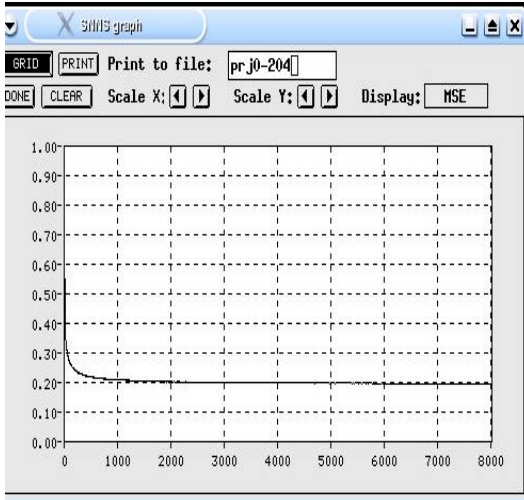 SNNS graph
GRID PRINT Print to file: prj0-204
DONE CLEAR Scale X: Scale Y: Display: MSE
1.00
0.90
0.80
0.70
0.60
0.50
0.40
0.30
0.20
0.10
0.00
0 1000 2000 3000 4000 5000 6000 7000 8000